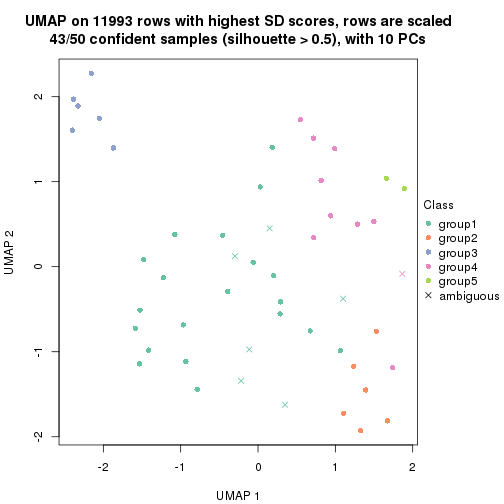 UMAP on 11993 rows with highest SD scores, rows are scaled
43/50 confident samples (silhouette > 0.5), with 10 PCs
2
1
0
-1
-2
UMAP 2
-2
-1
0
1
2
UMAP 1
Class
group1
group2
group3
group4
group5
ambiguous